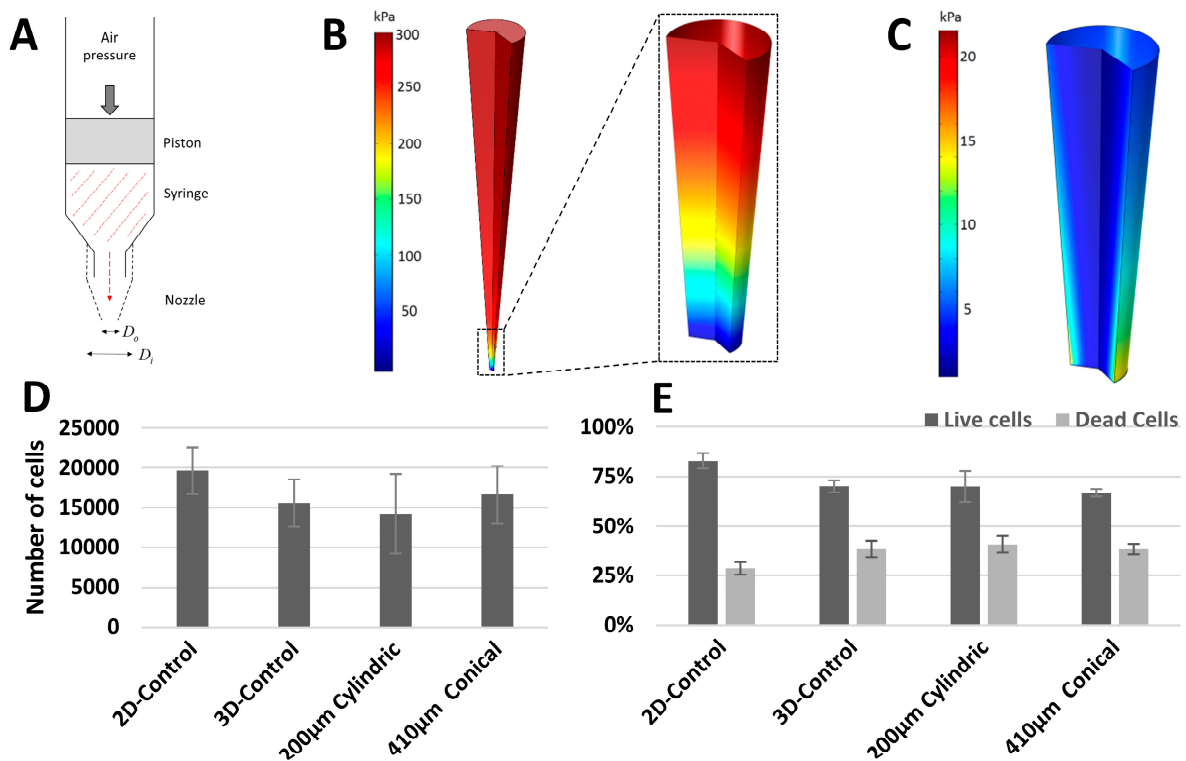 A
Air
pressure
Piston
Syringe
Nozzle
Do
Di
B
kPa
300
250
200
150
100
50
C
kPa
20
15
10
5
D
Number of cells
25000
20000
15000
10000
5000
0
2D-Control
3D-Control
200µm Cylindric
410µm Conical
E
Live cells
Dead Cells
100%
75%
50%
25%
0%
2D-Control
3D-Control
200µm Cylindric
410µm Conical